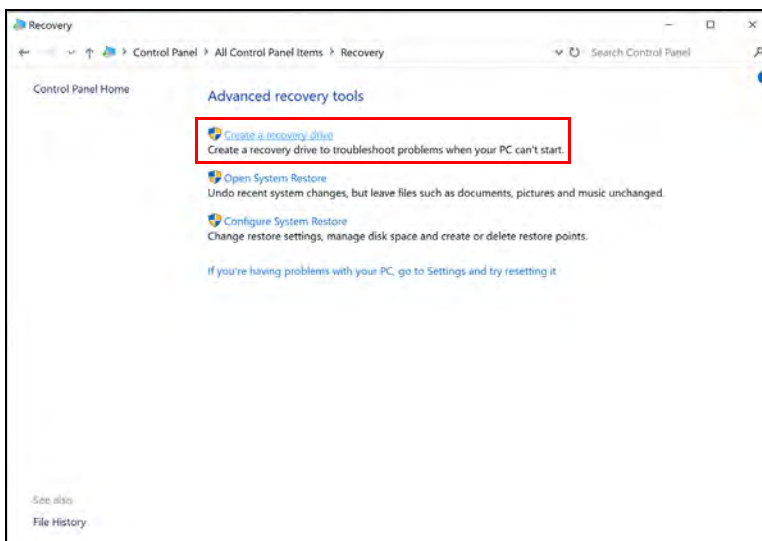 Recovery
Control Panel > All Control Panel Items > Recovery
Search Control Panel
Control Panel Home
Advanced recovery tools
Create a recovery drive
Create a recovery drive to troubleshoot problems when your PC can't start.
Open System Restore
Undo recent system changes, but leave files such as documents, pictures and music unchanged.
Configure System Restore
Change restore settings, manage disk space and create or delete restore points.
If you're having problems with your PC, go to Settings and try resetting it
See also
File History